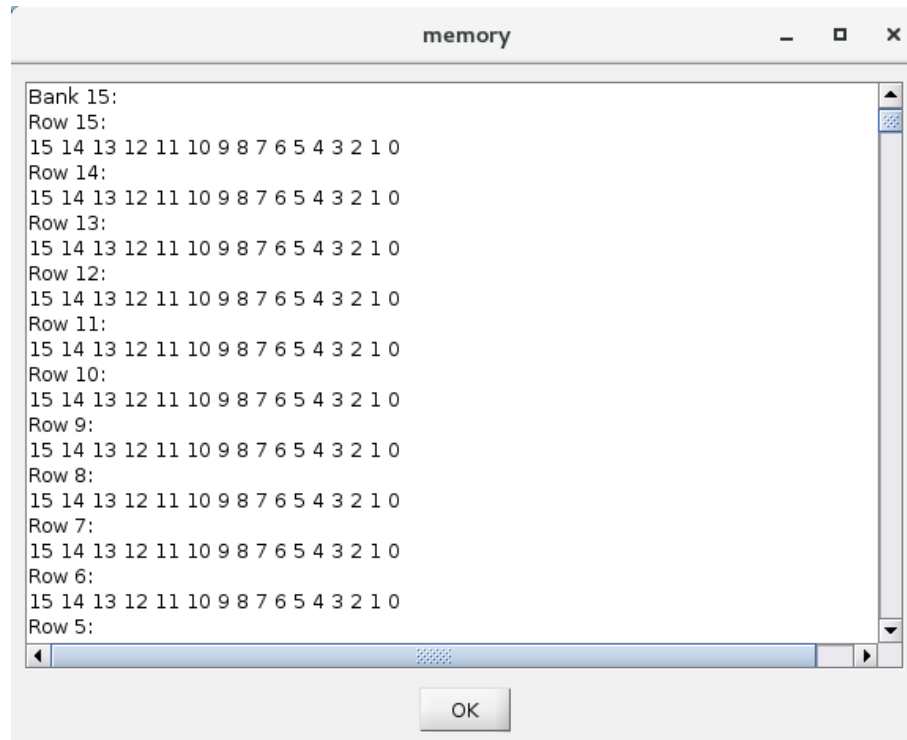 memory
Bank 15:
Row 15:
15 14 13 12 11 10 9 8 7 6 5 4 3 2 1 0
Row 14:
15 14 13 12 11 10 9 8 7 6 5 4 3 2 1 0
Row 13:
15 14 13 12 11 10 9 8 7 6 5 4 3 2 1 0
Row 12:
15 14 13 12 11 10 9 8 7 6 5 4 3 2 1 0
Row 11:
15 14 13 12 11 10 9 8 7 6 5 4 3 2 1 0
Row 10:
15 14 13 12 11 10 9 8 7 6 5 4 3 2 1 0
Row 9:
15 14 13 12 11 10 9 8 7 6 5 4 3 2 1 0
Row 8:
15 14 13 12 11 10 9 8 7 6 5 4 3 2 1 0
Row 7:
15 14 13 12 11 10 9 8 7 6 5 4 3 2 1 0
Row 6:
15 14 13 12 11 10 9 8 7 6 5 4 3 2 1 0
Row 5:
OK